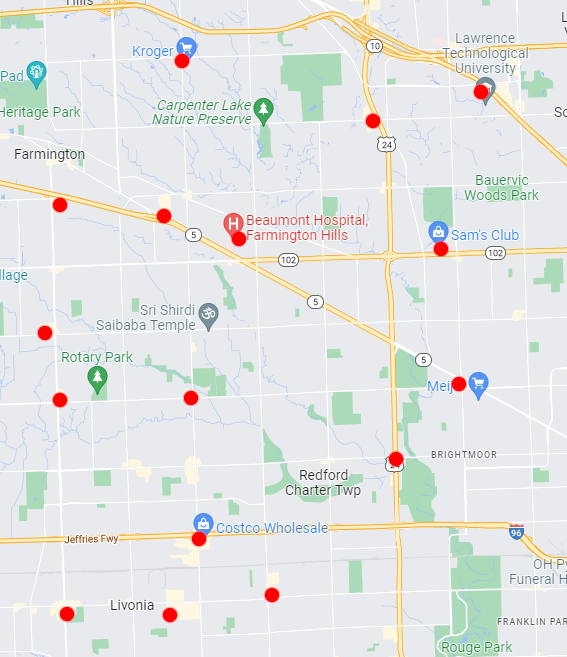 Hills
Kroger
10
Lawrence
Technological
University
Pad
Heritage Park
Carpenter Lake
Nature Preserve
24
Farmington
Bauervic
Woods Park
Beaumont Hospital,
Farmington Hills
5
Sam's Club
102
102
llage
5
Sri Shirdi
Saibaba Temple
Rotary Park
5
Meij
BRIGHTMOOR
24
Redford
Charter Twp
Costco Wholesale
Jeffries Fwy
96
OH P
Funeral H
Livonia
FRANKLIN PAR
Rouge Park